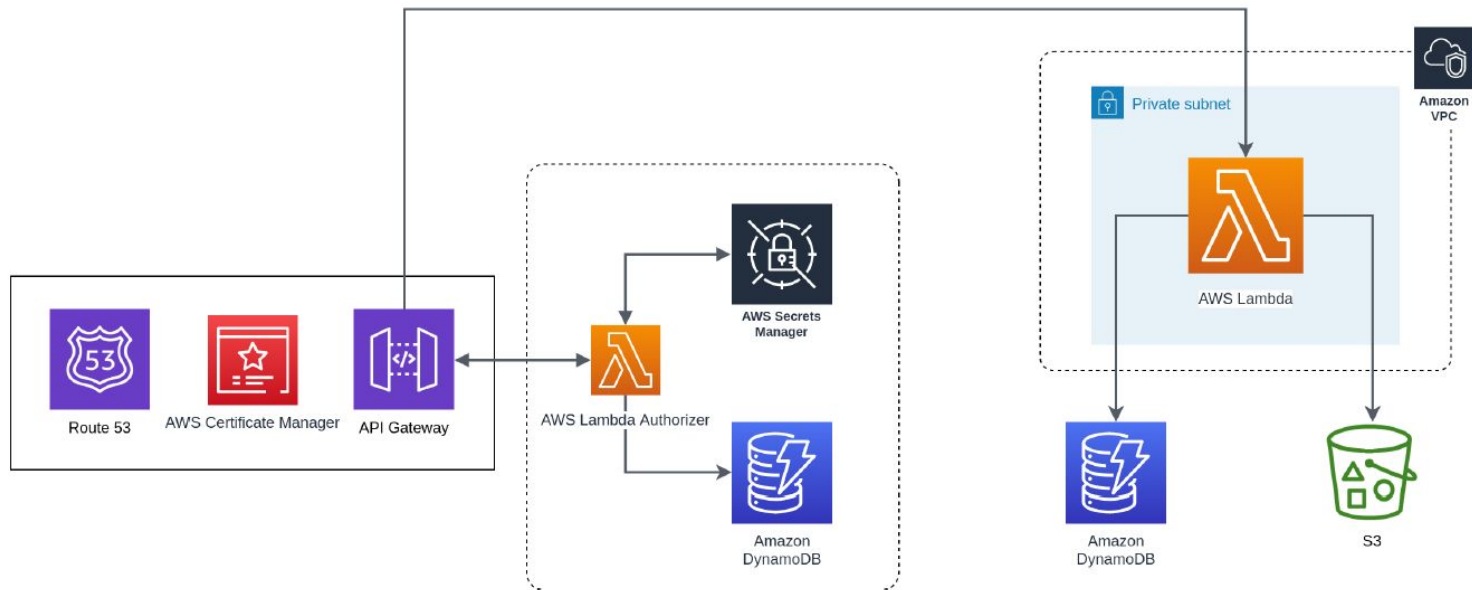 Amazon
VPC
Private subnet
AWS Lambda
AWS Secrets
Manager
53
Route 53
AWS Certificate Manager
</>
API Gateway
AWS Lambda Authorizer
Amazon
DynamoDB
Amazon
DynamoDB
S3